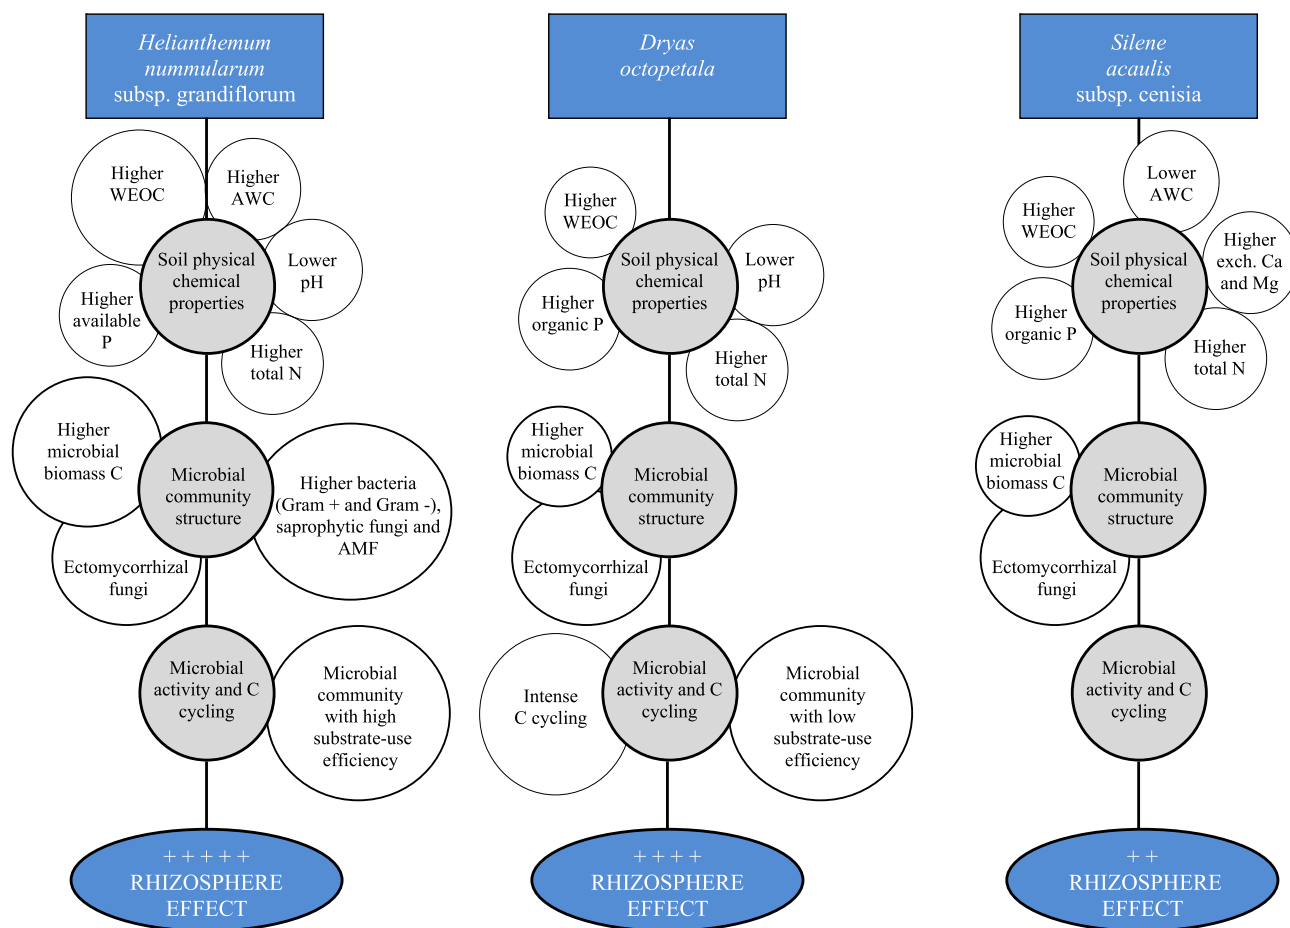 Helianthemum
nummularum
subsp. grandiflorum
Higher
WEOC
Higher
AWC
Soil physical
chemical
properties
Lower
pH
Higher
available
P
Higher
total N
Higher
microbial
biomass C
Microbial
community
structure
Higher bacteria
(Gram + and Gram -),
saprophytic fungi and
AMF
Ectomycorrhizal
fungi
Microbial
activity and C
cycling
Microbial
community
with high
substrate-use
efficiency
+ + + + +
RHIZOSPHERE
EFFECT
Dryas
octopetala
Higher
WEOC
Soil physical
chemical
properties
Lower
pH
Higher
organic P
Higher
total N
Higher
microbial
biomass C
Microbial
community
structure
Ectomycorrhizal
fungi
Intense
C cycling
Microbial
activity and C
cycling
Microbial
community
with low
substrate-use
efficiency
+ + + +
RHIZOSPHERE
EFFECT
Silene
acaulis
subsp. cenisia
Lower
AWC
Higher
WEOC
Soil physical
chemical
properties
Higher
exch. Ca
and Mg
Higher
organic P
Higher
total N
Higher
microbial
biomass C
Microbial
community
structure
Ectomycorrhizal
fungi
Microbial
activity and C
cycling
+ +
RHIZOSPHERE
EFFECT